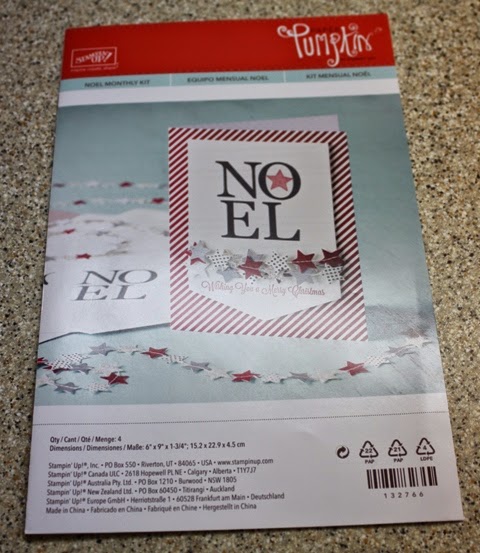 STAMPIN' UP!
Pumpkin
NOEL MONTHLY KIT
EQUIPO MENSUAL NOEL
KIT MENSUAL NOËL
NO
EL
Wishing You a Merry Christmas
NO
EL
Qty / Cant / Qté / Menge: 4
Dimensions / Dimensiones / Maße: 6" x 9" x 1-3/4"; 15.2 x 22.9 x 4.5 cm
Stampin' Up!®, Inc. • PO Box 550 • Riverton, UT • 84065 • USA • www.stampinup.com
Stampin' Up!® Canada ULC • 2618 Hopewell PL NE • Calgary • Alberta • T1Y7J7
Stampin' Up!® Australia Pty. Ltd. • PO Box 1210 • Burwood • NSW 1805
Stampin' Up!® New Zealand Ltd. • PO Box 60450 • Titirangi • Auckland
Stampin' Up!® Europe GmbH • Herriotstraße 1 • 60528 Frankfurt am Main • Deutschland
Made in China • Fabricado en China • Fabriqué en Chine • Hergestellt in China
22
PAP
21
PAP
4
LDPE
132766